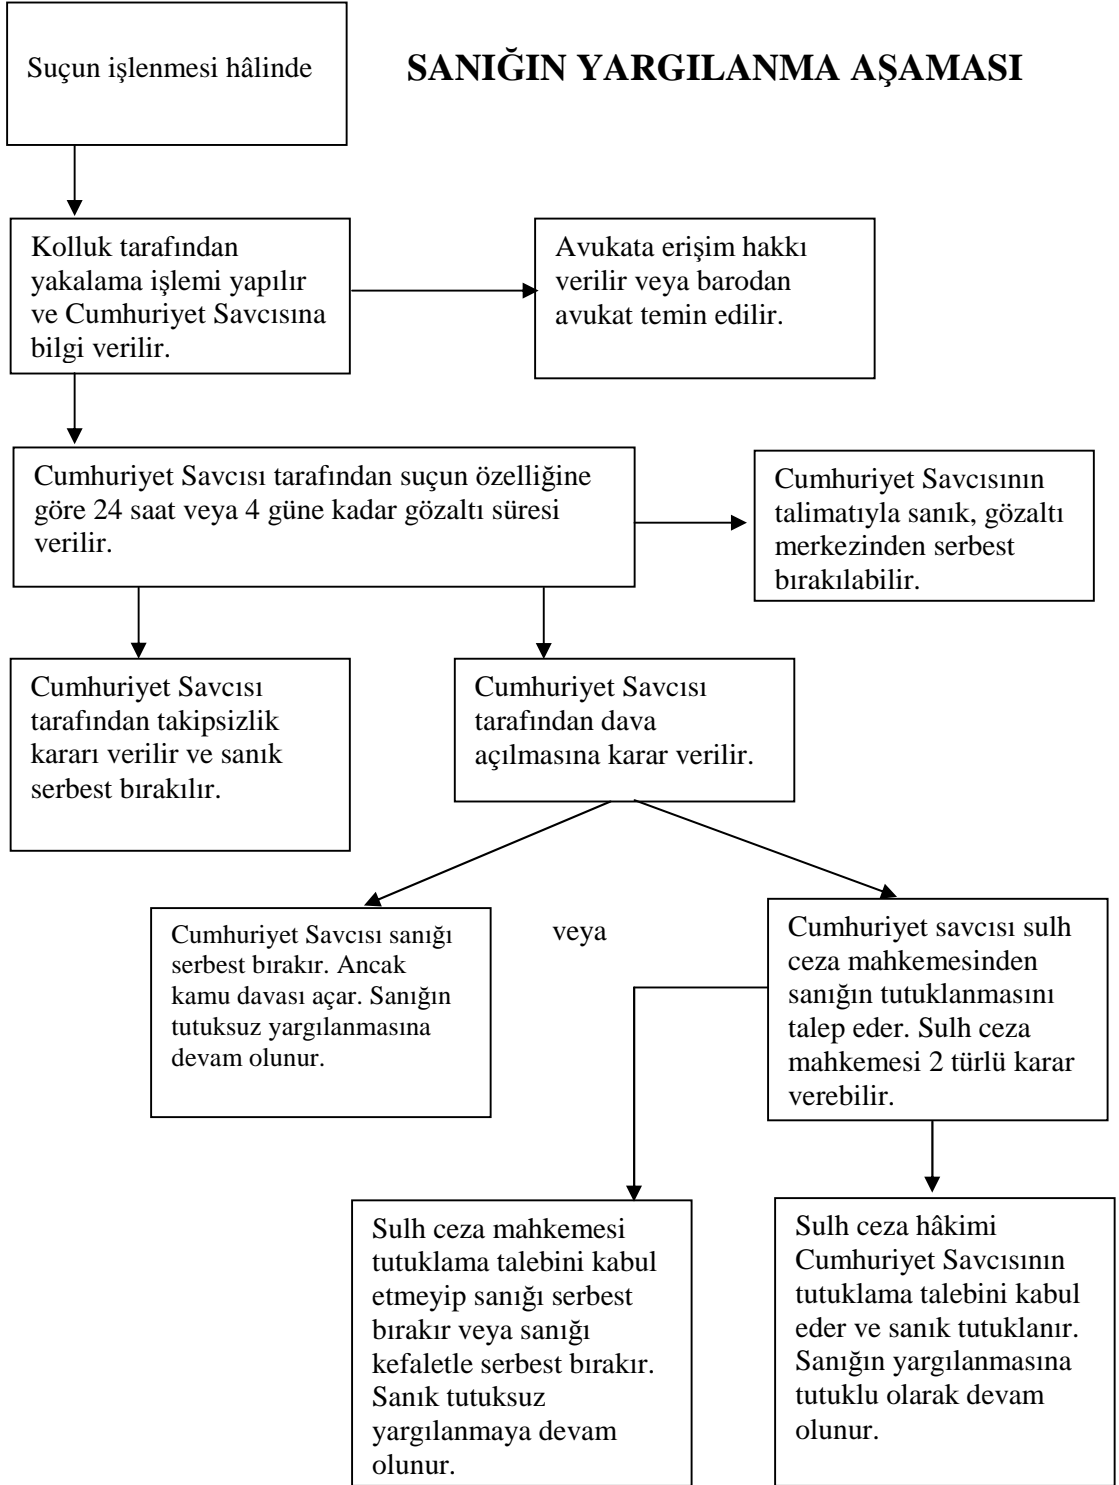 Suçun işlenmesi hâlinde
SANIĞIN YARGILANMA AŞAMASI
Kolluk tarafından
yakalama işlemi yapılır
ve Cumhuriyet Savcısına
bilgi verilir.
Avukata erişim hakkı
verilir veya barodan
avukat temin edilir.
Cumhuriyet Savcısı tarafından suçun özelliğine
göre 24 saat veya 4 güne kadar gözaltı süresi
verilir.
Cumhuriyet Savcısının
talimatıyla sanık, gözaltı
merkezinden serbest
bırakılabilir.
Cumhuriyet Savcısı
tarafından takipsizlik
kararı verilir ve sanık
serbest bırakılır.
Cumhuriyet Savcısı
tarafından dava
açılmasına karar verilir.
Cumhuriyet Savcısı sanığı
serbest bırakır. Ancak
kamu davası açar. Sanığın
tutuksuz yargılanmasına
devam olunur.
veya
Cumhuriyet savcısı sulh
ceza mahkemesinden
sanığın tutuklanmasını
talep eder. Sulh ceza
mahkemesi 2 türlü karar
verebilir.
Sulh ceza mahkemesi
tutuklama talebini kabul
etmeyip sanığı serbest
bırakır veya sanığı
kefaletle serbest bırakır.
Sanık tutuksuz
yargılanmaya devam
olunur.
Sulh ceza hâkimi
Cumhuriyet Savcısının
tutuklama talebini kabul
eder ve sanık tutuklanır.
Sanığın yargılanmasına
tutuklu olarak devam
olunur.